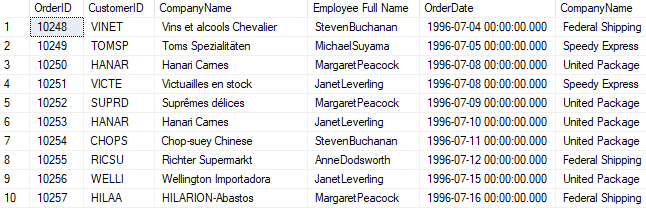 OrderID CustomerID CompanyName Employee Full Name OrderDate CompanyName
1 10248 VINET Vins et alcools Chevalier StevenBuchanan 1996-07-04 00:00:00.000 Federal Shipping
2 10249 TOMSP Toms Spezialitäten MichaelSuyama 1996-07-05 00:00:00.000 Speedy Express
3 10250 HANAR Hanari Carnes MargaretPeacock 1996-07-08 00:00:00.000 United Package
4 10251 VICTE Victuailles en stock JanetLeverling 1996-07-08 00:00:00.000 Speedy Express
5 10252 SUPRD Suprêmes délices MargaretPeacock 1996-07-09 00:00:00.000 United Package
6 10253 HANAR Hanari Carnes JanetLeverling 1996-07-10 00:00:00.000 United Package
7 10254 CHOPS Chop-suey Chinese StevenBuchanan 1996-07-11 00:00:00.000 United Package
8 10255 RICSU Richter Supermarkt AnneDodsworth 1996-07-12 00:00:00.000 Federal Shipping
9 10256 WELLI Wellington Importadora JanetLeverling 1996-07-15 00:00:00.000 United Package
10 10257 HILAA HILARION-Abastos MargaretPeacock 1996-07-16 00:00:00.000 Federal Shipping